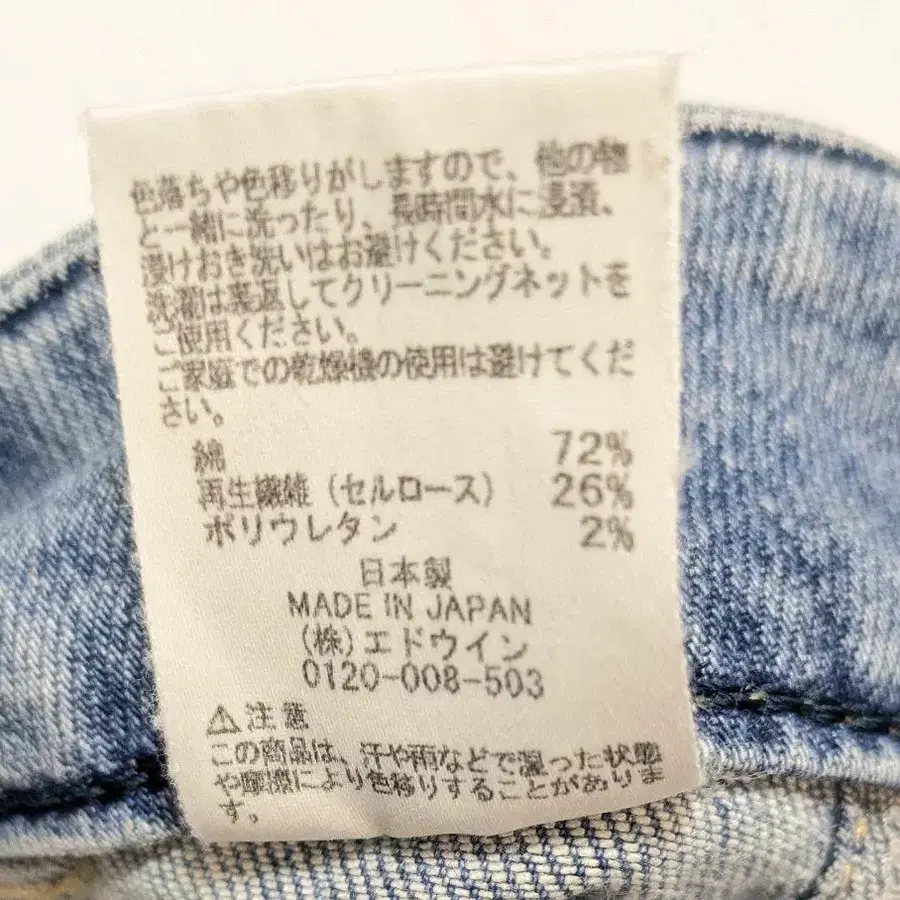 色落ちや色移りがしますので、他の物
と一緒に洗ったり、長時間水に浸漬、
浸けおき洗いはお避けください。
洗濯は裏返してクリーニングネットを
ご使用ください。
ご家庭での乾燥機の使用は避けてくだ
さい。
綿 72%
再生繊維（セルロース） 26%
ポリウレタン 2%
日本製
MADE IN JAPAN
(株)エドウイン
0120-008-503
⚠注意
この商品は、汗や雨などで湿った状態
や摩擦により色移りすることがありま
す。